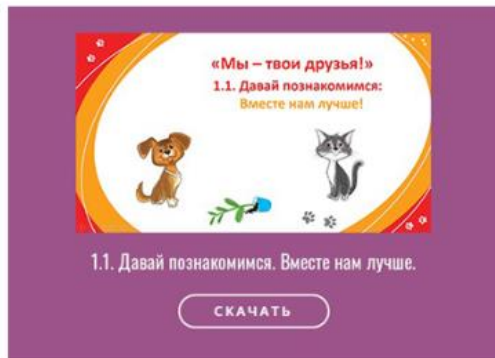 «Мы – твои друзья!»
1.1. Давай познакомимся:
Вместе нам лучше!
1.1. Давай познакомимся. Вместе нам лучше.
СКАЧАТЬ